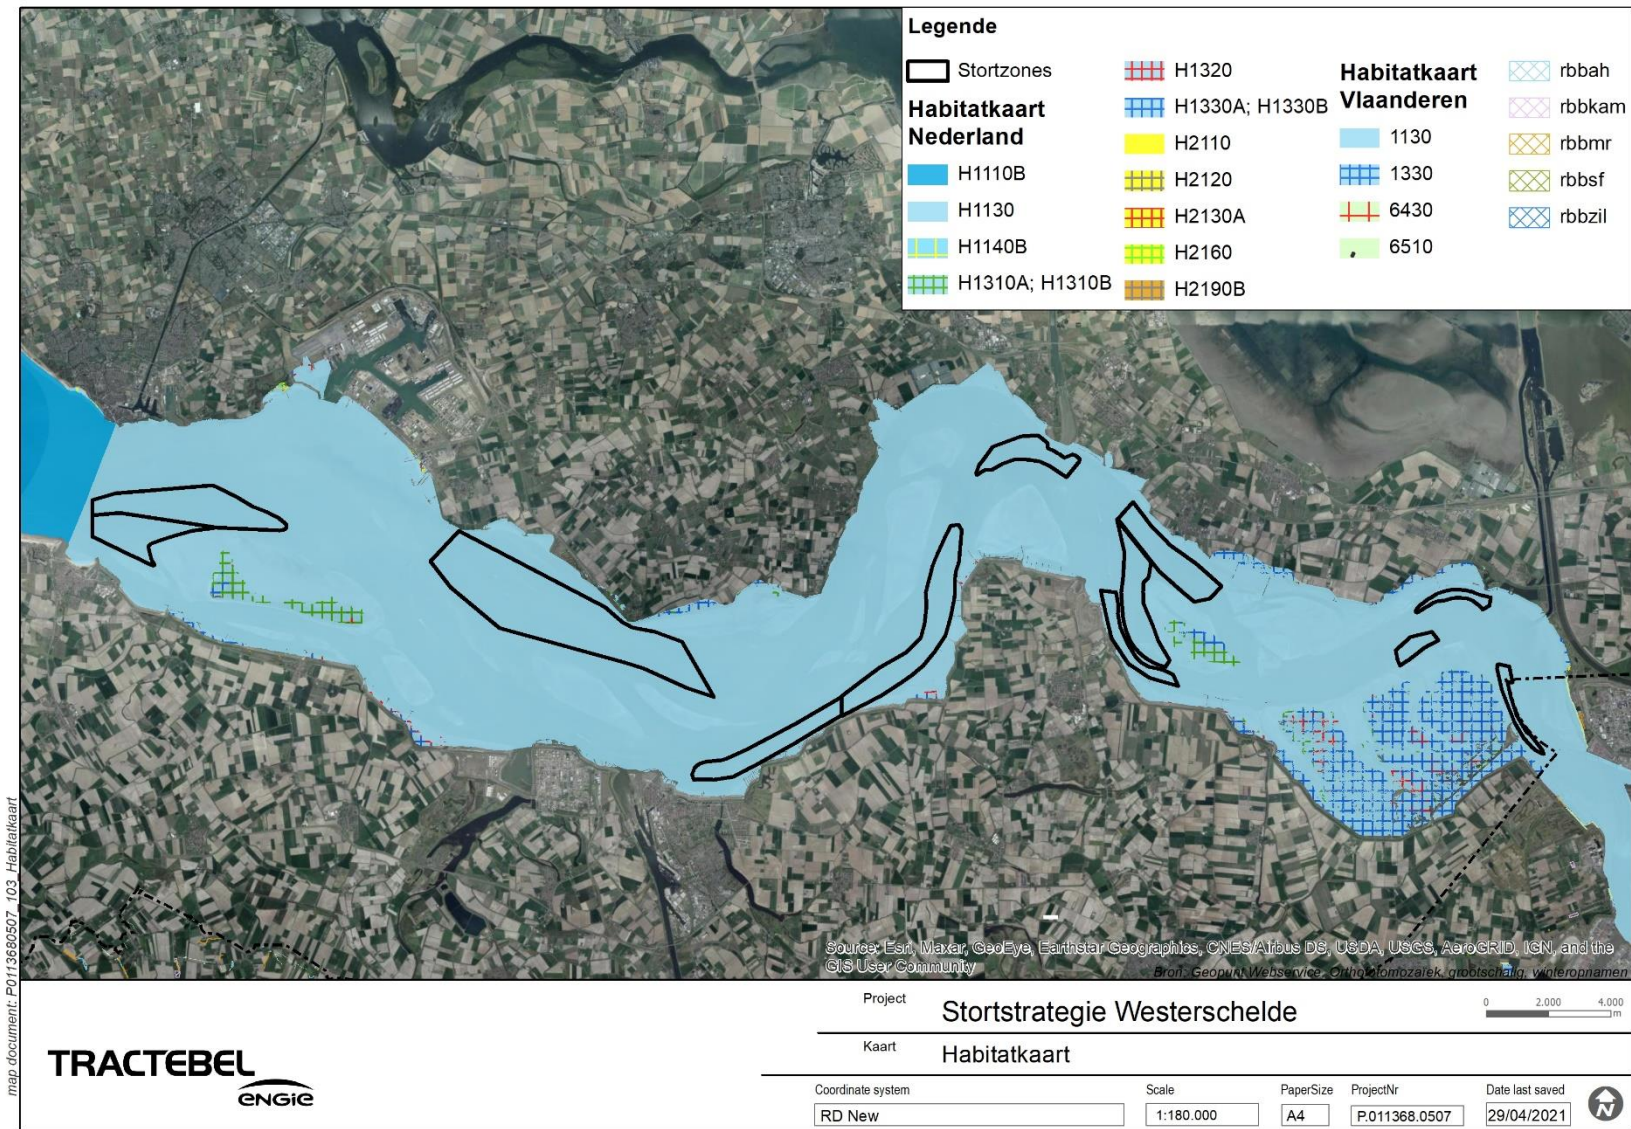 Legende
Stortzones
Habitatkaart
Nederland
H1110B
H1130
H1140B
H1310A; H1310B
H1320
H1330A; H1330B
H2110
H2120
H2130A
H2160
H2190B
Habitatkaart
Vlaanderen
1130
1330
6430
6510
rbbah
rbbkam
rbbmr
rbbsf
rbbzil
Source: Esri, Maxar, GeoEye, Earthstar Geographics, CNES/Airbus DS, USDA, USGS, AeroGRID, IGN, and the
GIS User Community
Bron: Geopunt Webservice: Orthofotomozaïek, grootschalig, winteropnamen
map document: P0113680507_103_Habitatkaart
Project
Stortstrategie Westerschelde
0 2.000 4.000
m
Kaart
Habitatkaart
TRACTEBEL
ENGIE
Coordinate system
RD New
Scale
1:180.000
PaperSize
A4
ProjectNr
P.011368.0507
Date last saved
29/04/2021
N